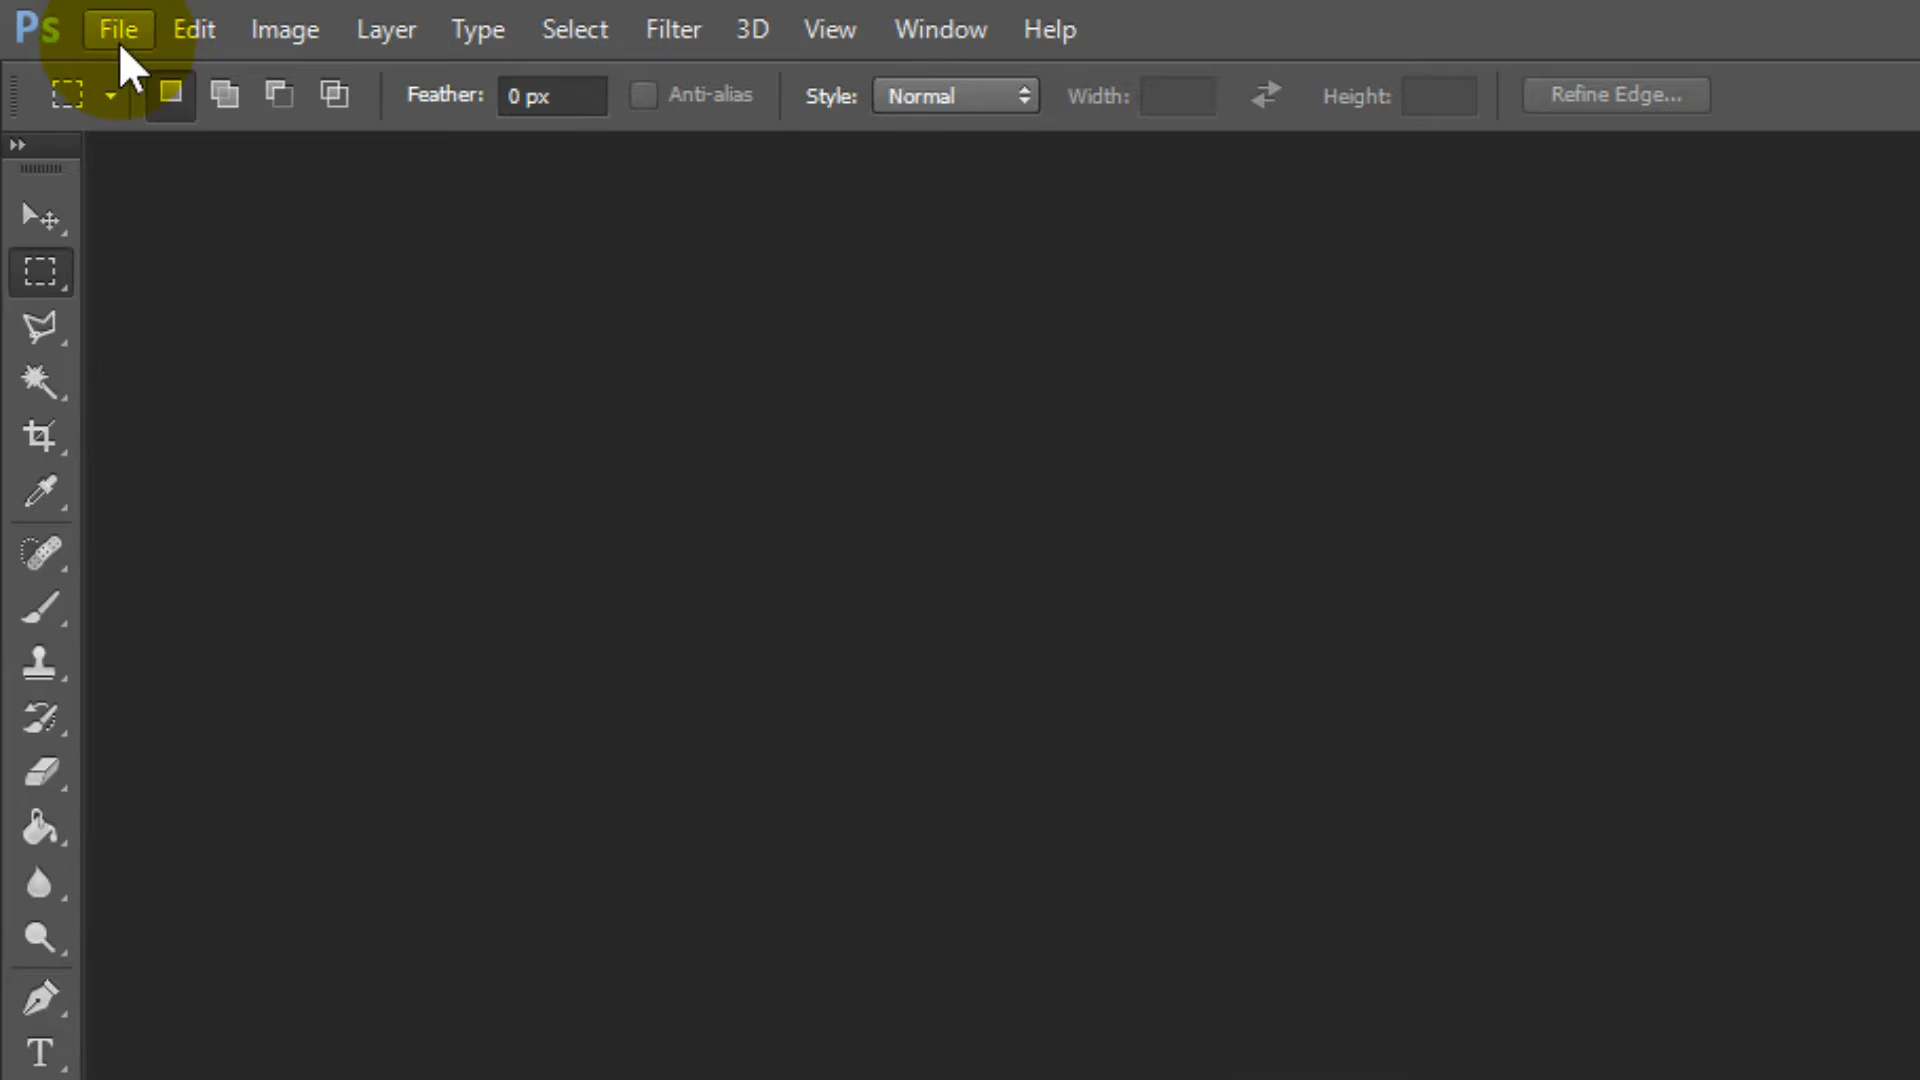 Ps File Edit Image Layer Type Select Filter 3D View Window Help
Feather: 0 px Anti-alias Style: Normal Width: Height: Refine Edge...
T